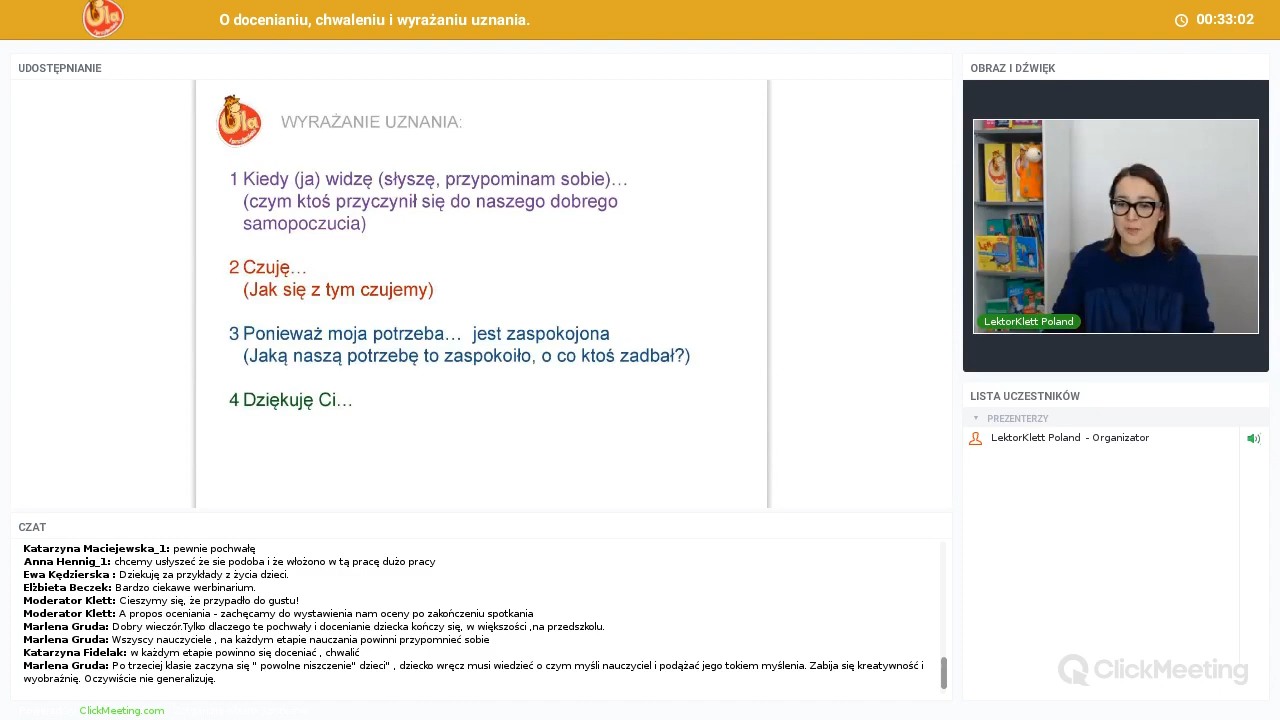 Ula
O docenianiu, chwaleniu i wyrażaniu uznania.
00:33:02
UDOSTĘPNIANIE
OBRAZ I DŹWIĘK
Ula
WYRAŻANIE UZNANIA:
1 Kiedy (ja) widzę (słyszę, przypominam sobie)…
(czym ktoś przyczynił się do naszego dobrego
samopoczucia)
2 Czuję…
(Jak się z tym czujemy)
3 Ponieważ moja potrzeba… jest zaspokojona
(Jaką naszą potrzebę to zaspokoiło, o co ktoś zadbał?)
4 Dziękuję Ci…
LektorKlett Poland
LISTA UCZESTNIKÓW
PREZENTERZY
LektorKlett Poland - Organizator
CZAT
Katarzyna Maciejewska_1: pewnie pochwałę
Anna Hennig_1: chcemy usłyszeć że sie podoba i że włożono w tą pracę dużo pracy
Ewa Kędzierska : Dziekuję za przykłady z życia dzieci.
Elżbieta Beczek: Bardzo ciekawe werbinarium.
Moderator Klett: Cieszymy się, że przypadło do gustu!
Moderator Klett: A propos oceniania - zachęcamy do wystawienia nam oceny po zakończeniu spotkania
Marlena Gruda: Dobry wieczór.Tylko dlaczego te pochwały i docenianie dziecka kończy się, w większości ,na przedszkolu.
Marlena Gruda: Wszyscy nauczyciele , na każdym etapie nauczania powinni przypomnieć sobie
Katarzyna Fidelak: w każdym etapie powinno się doceniać , chwalić
Marlena Gruda: Po trzeciej klasie zaczyna się " powolne niszczenie" dzieci" , dziecko wręcz musi wiedzieć o czym myśli nauczyciel i podążać jego tokiem myślenia. Zabija się kreatywność i
wyobraźnię. Oczywiście nie generalizuję.
ClickMeeting
ClickMeeting.com